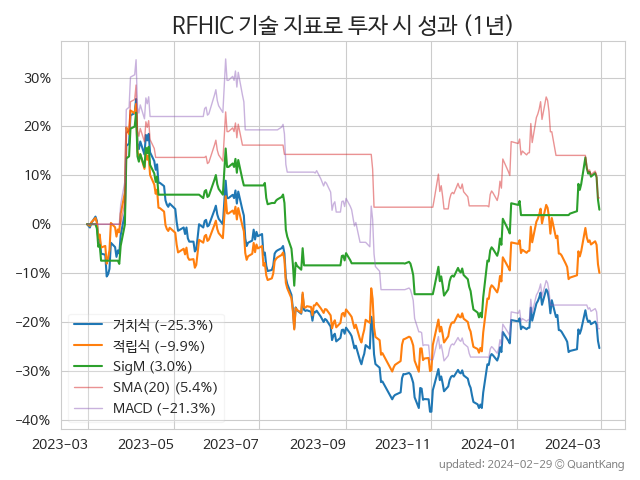 RFHIC 기술 지표로 투자 시 성과 (1년)
30%
20%
10%
0%
−10%
−20%
−30%
−40%
거치식 (−25.3%)
적립식 (−9.9%)
SigM (3.0%)
SMA(20) (5.4%)
MACD (−21.3%)
2023−03 2023−05 2023−07 2023−09 2023−11 2024−01 2024−03
updated: 2024−02−29 © QuantKang